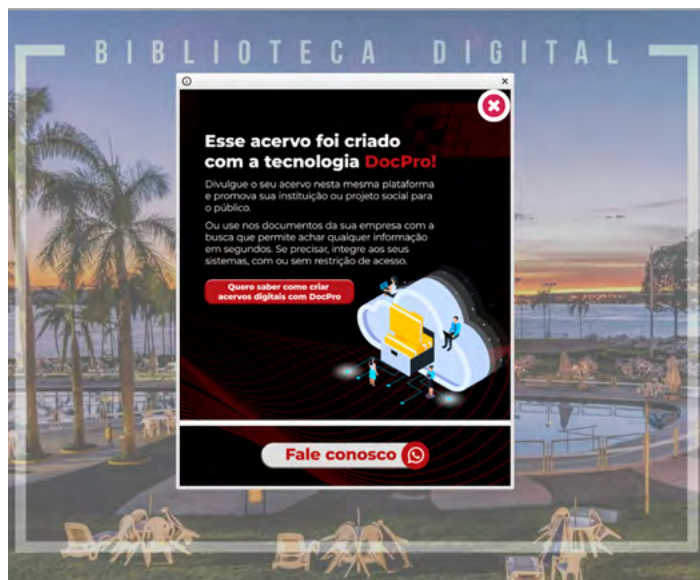 BIBLIOTECA DIGITAL
Esse acervo foi criado
com a tecnologia DocPro!
Divulgue o seu acervo nesta mesma plataforma
e promova sua instituição ou projeto social para
o público.
Ou use nos documentos da sua empresa com a
busca que permite achar qualquer informação
em segundos. Se precisar, integre aos seus
sistemas, com ou sem restrição de acesso.
Quero saber como criar
acervos digitais com DocPro
Fale conosco